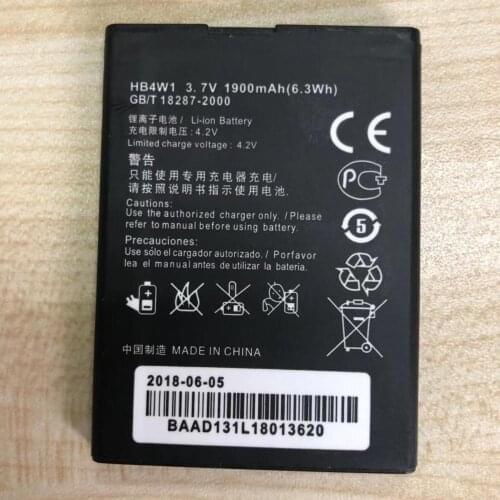 HB4W1 3.7V 1900mAh(6.3Wh)
GB/T 18287-2000
锂离子电池 / Li-ion Battery
充电限制电压 : 4.2V
Limited charge voltage : 4.2V
CE
警告
只能使用专用充电器充电/
请按照说明书指示使用电池。
PC
Caution:
Use the authorized charger only. / Please
refer to manual before using battery.
5
Precauciones:
Use sólo el cargador autorizado. / Porfavor
lea el manual antes de utilizar la bateria.
中国制造 MADE IN CHINA
2018-06-05
BAAD131L18013620